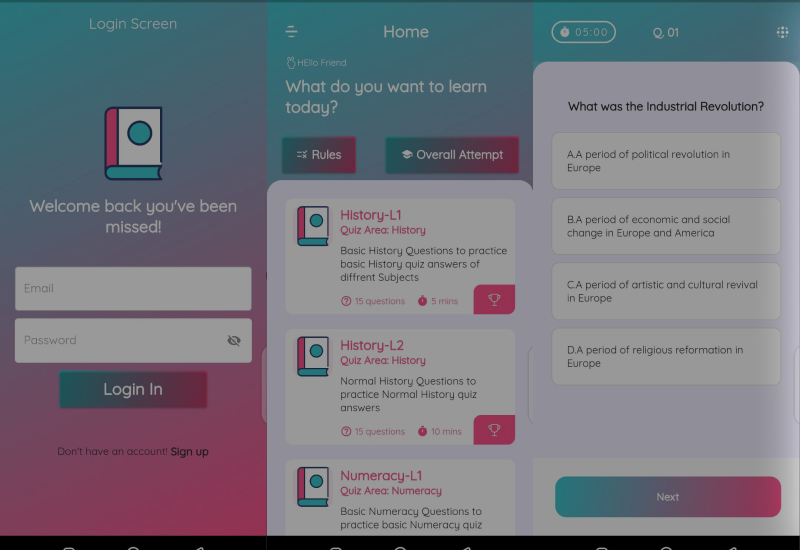 Login Screen
Welcome back you've been
missed!
Email
Password
Login In
Don't have an account! Sign up
Home
HEllo Friend
What do you want to learn
today?
Rules
Overall Attempt
History-L1
Quiz Area: History
Basic History Questions to practice
basic History quiz answers of
diffrent Subjects
15 questions
5 mins
History-L2
Quiz Area: History
Normal History Questions to
practice Normal History quiz
answers
15 questions
10 mins
Numeracy-L1
Quiz Area: Numeracy
Basic Numeracy Questions to
practice basic Numeracy quiz
05:00
Q. 01
What was the Industrial Revolution?
A.A period of political revolution in
Europe
B.A period of economic and social
change in Europe and America
C.A period of artistic and cultural revival
in Europe
D.A period of religious reformation in
Europe
Next